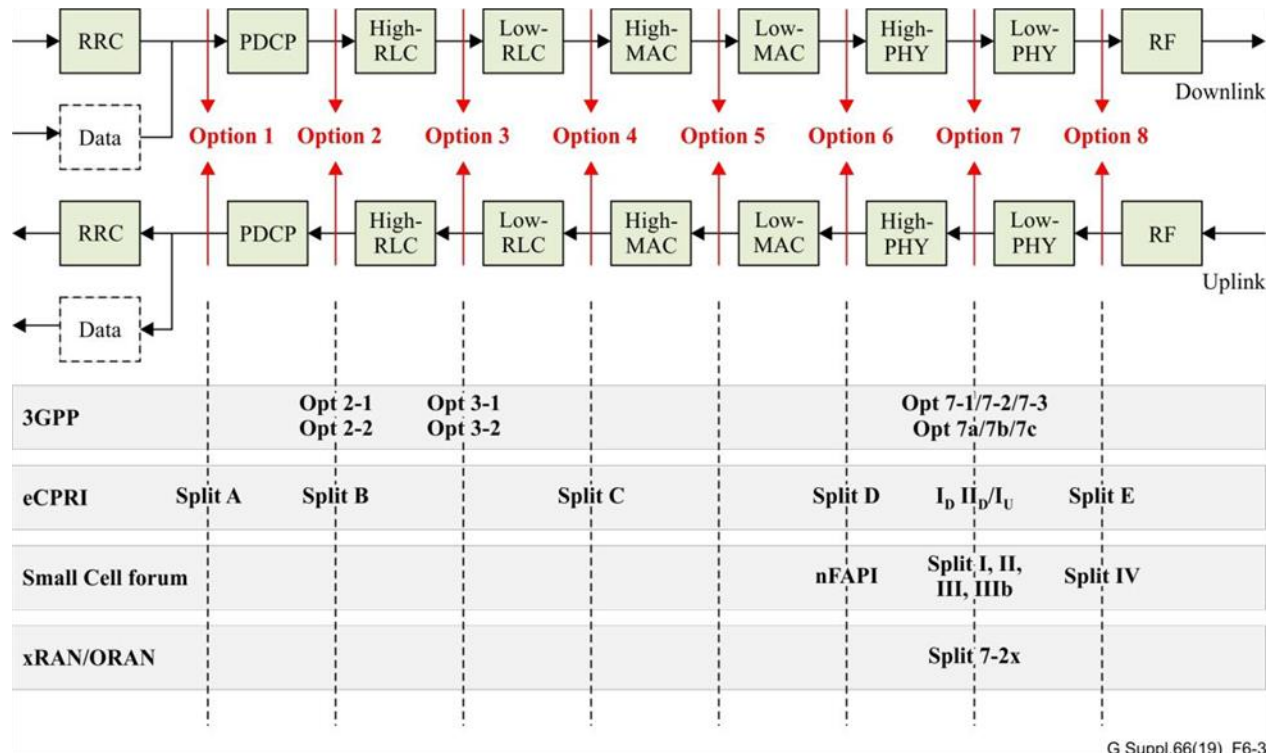 RRC
PDCP
High-
RLC
Low-
RLC
High-
MAC
Low-
MAC
High-
PHY
Low-
PHY
RF
Downlink
Data
Option 1
Option 2
Option 3
Option 4
Option 5
Option 6
Option 7
Option 8
RRC
PDCP
High-
RLC
Low-
RLC
High-
MAC
Low-
MAC
High-
PHY
Low-
PHY
RF
Uplink
Data
3GPP
Opt 2-1
Opt 2-2
Opt 3-1
Opt 3-2
Opt 7-1/7-2/7-3
Opt 7a/7b/7c
eCPRI
Split A
Split B
Split C
Split D
I_D II_D/I_U
Split E
Small Cell forum
nFAPI
Split I, II,
III, IIIb
Split IV
xRAN/ORAN
Split 7-2x
G Suppl.66(19)_F6-3